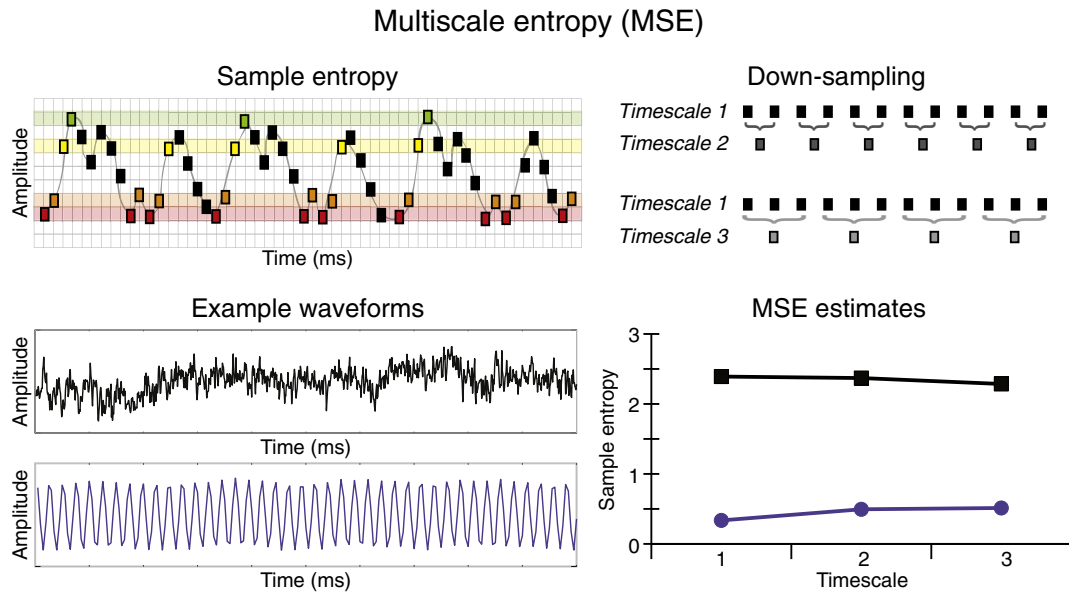 Multiscale entropy (MSE)
Sample entropy
Amplitude
Time (ms)
Down-sampling
Timescale 1
Timescale 2
Timescale 1
Timescale 3
Example waveforms
Amplitude
Time (ms)
Amplitude
Time (ms)
MSE estimates
Sample entropy
3
2
1
0
1 2 3
Timescale